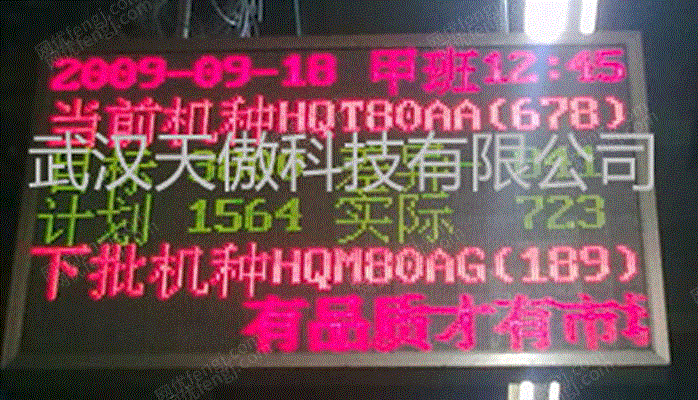 2009-09-18 甲班12:45
当前机种HQT80AA(678)
武汉天傲科技有限公司
计划 1564 实际 723
下批机种HQM80AG(189)
有品质才有市